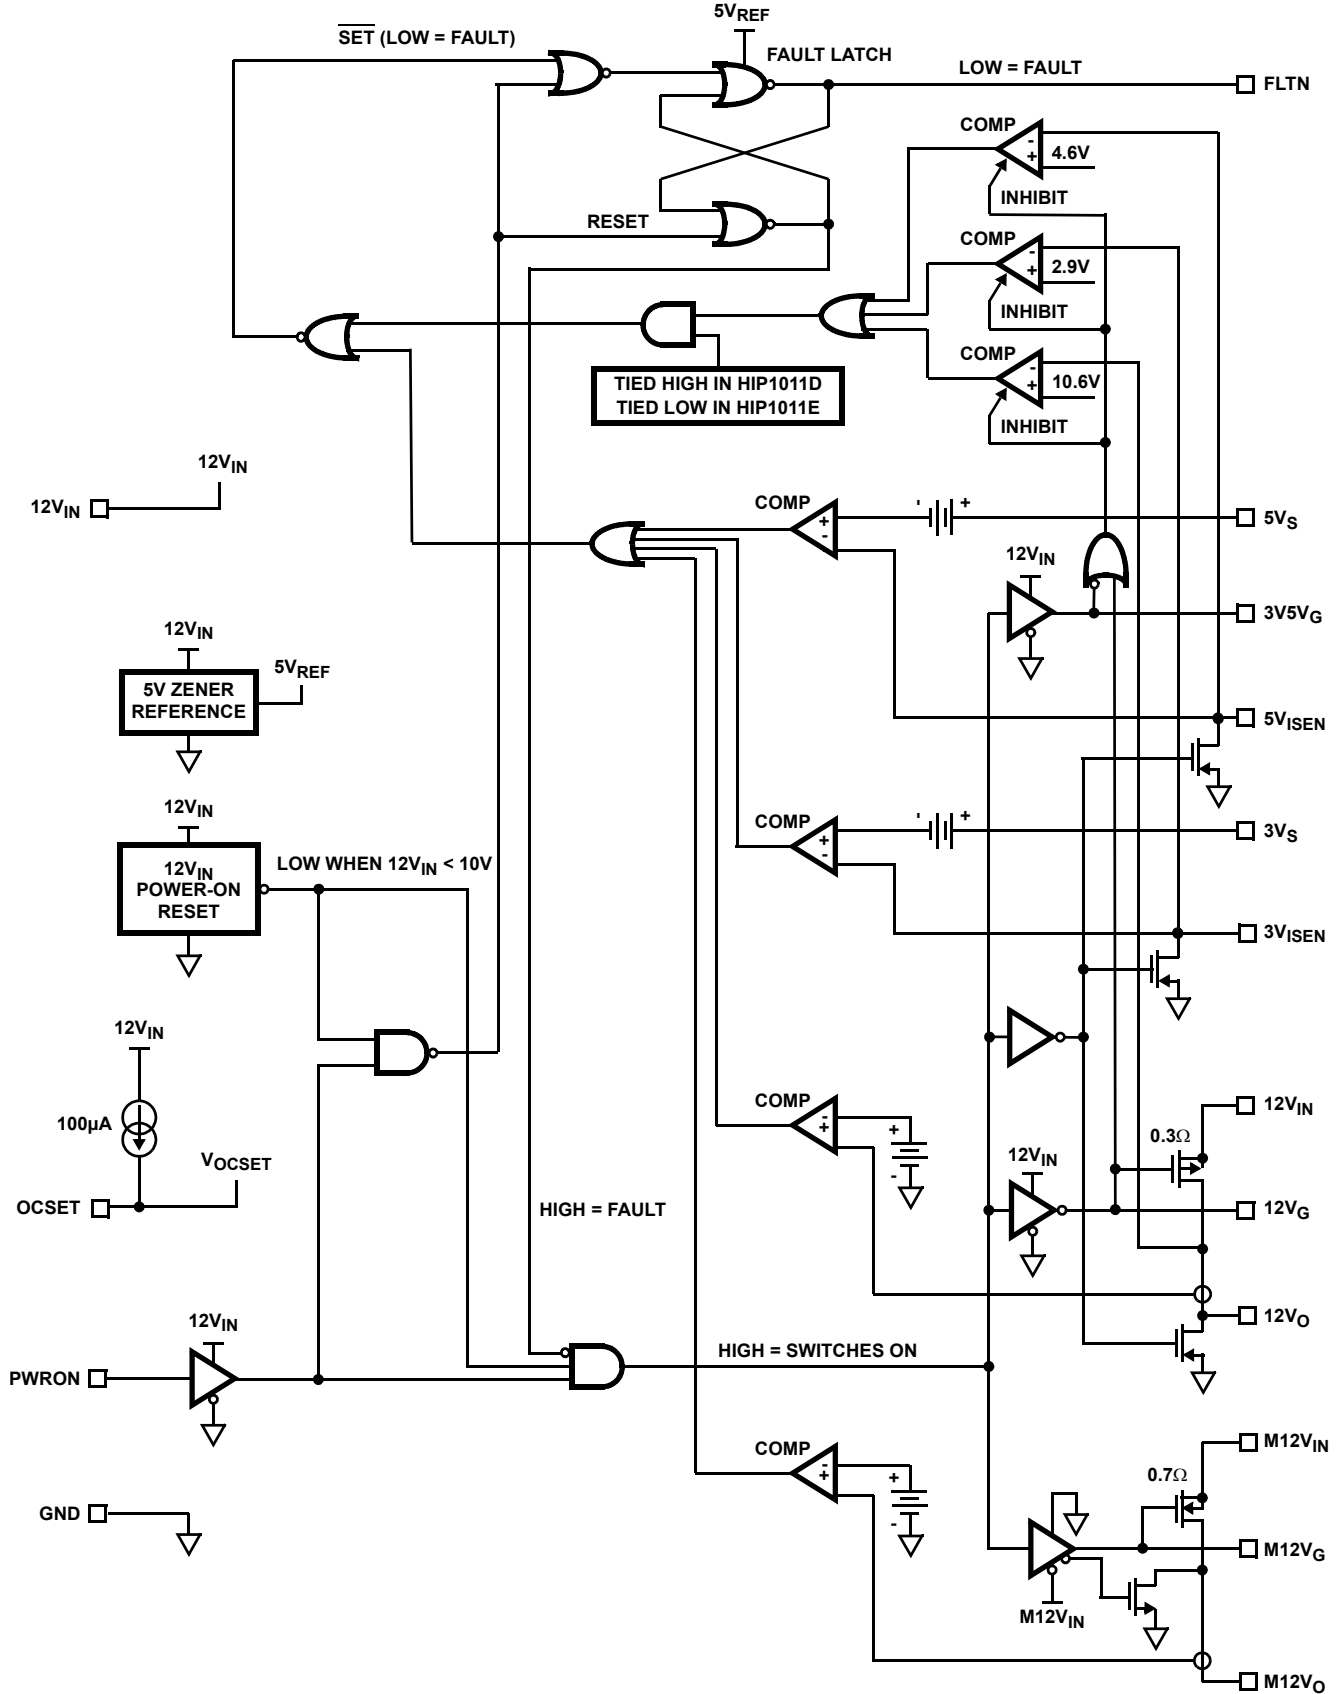 5VREF
SET (LOW = FAULT)
FAULT LATCH
LOW = FAULT
FLTN
COMP
-
+
4.6V
INHIBIT
RESET
COMP
-
+
2.9V
INHIBIT
COMP
-
+
10.6V
INHIBIT
TIED HIGH IN HIP1011D
TIED LOW IN HIP1011E
12VIN
12VIN
COMP
+
-
- +
5VS
12VIN
3V5VG
12VIN
5VREF
5V ZENER
REFERENCE
5VISEN
12VIN
12VIN
POWER-ON
RESET
LOW WHEN 12VIN < 10V
COMP
+
-
- +
3VS
3VISEN
12VIN
100µA
VOCSET
OCSET
COMP
-
+
+
-
12VIN
0.3Ω
12VIN
12VG
HIGH = FAULT
12VO
12VIN
PWRON
HIGH = SWITCHES ON
COMP
-
+
+
-
M12VIN
0.7Ω
GND
M12VG
M12VIN
M12VO